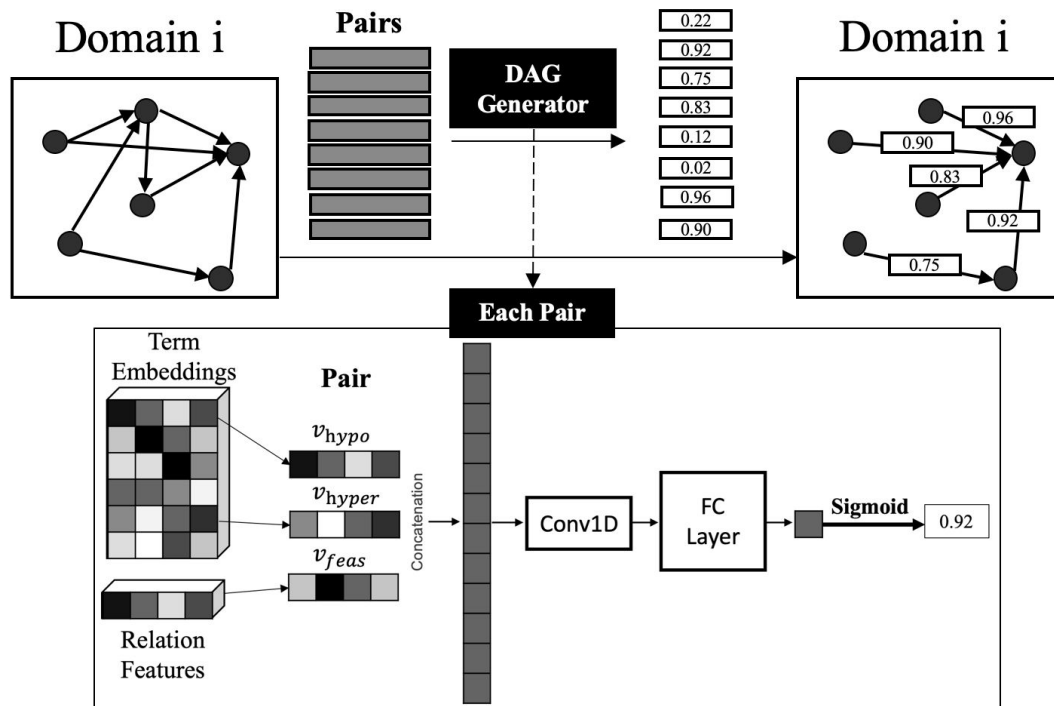 Domain i
Pairs
DAG
Generator
0.22
0.92
0.75
0.83
0.12
0.02
0.96
0.90
Domain i
0.96
0.90
0.83
0.92
0.75
Each Pair
Term
Embeddings
Pair
v_hypo
v_hyper
v_feas
Concatenation
Conv1D
FC
Layer
Sigmoid
0.92
Relation
Features